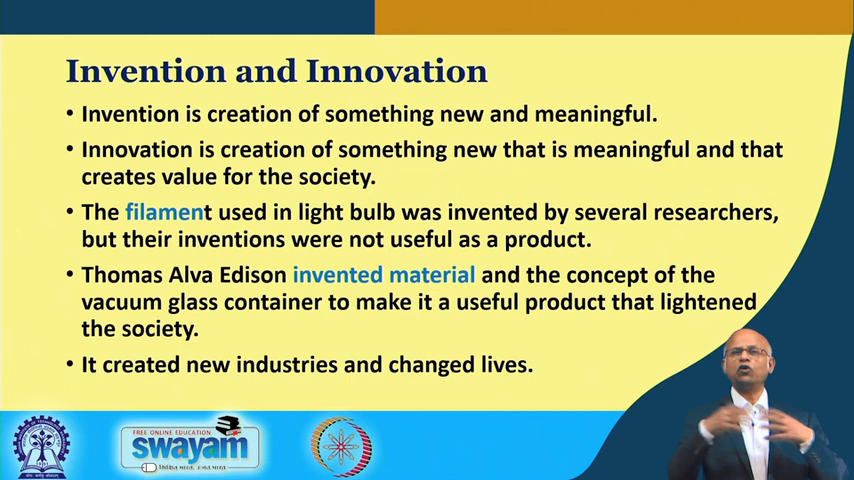 Invention and Innovation
• Invention is creation of something new and meaningful.
• Innovation is creation of something new that is meaningful and that
creates value for the society.
• The filament used in light bulb was invented by several researchers,
but their inventions were not useful as a product.
• Thomas Alva Edison invented material and the concept of the
vacuum glass container to make it a useful product that lightened
the society.
• It created new industries and changed lives.
FREE ONLINE EDUCATION
swayam